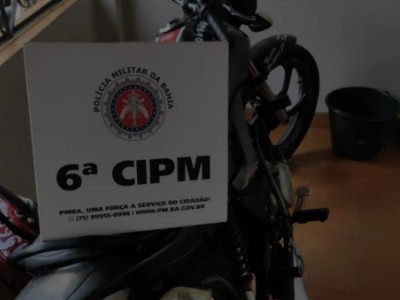 POLÍCIA MILITAR DA BAHIA
6ª CIPM
PMBA, UMA FORÇA A SERVIÇO DO CIDADÃO!
(75) 99955-0998 | WWW.PM.BA.GOV.BR